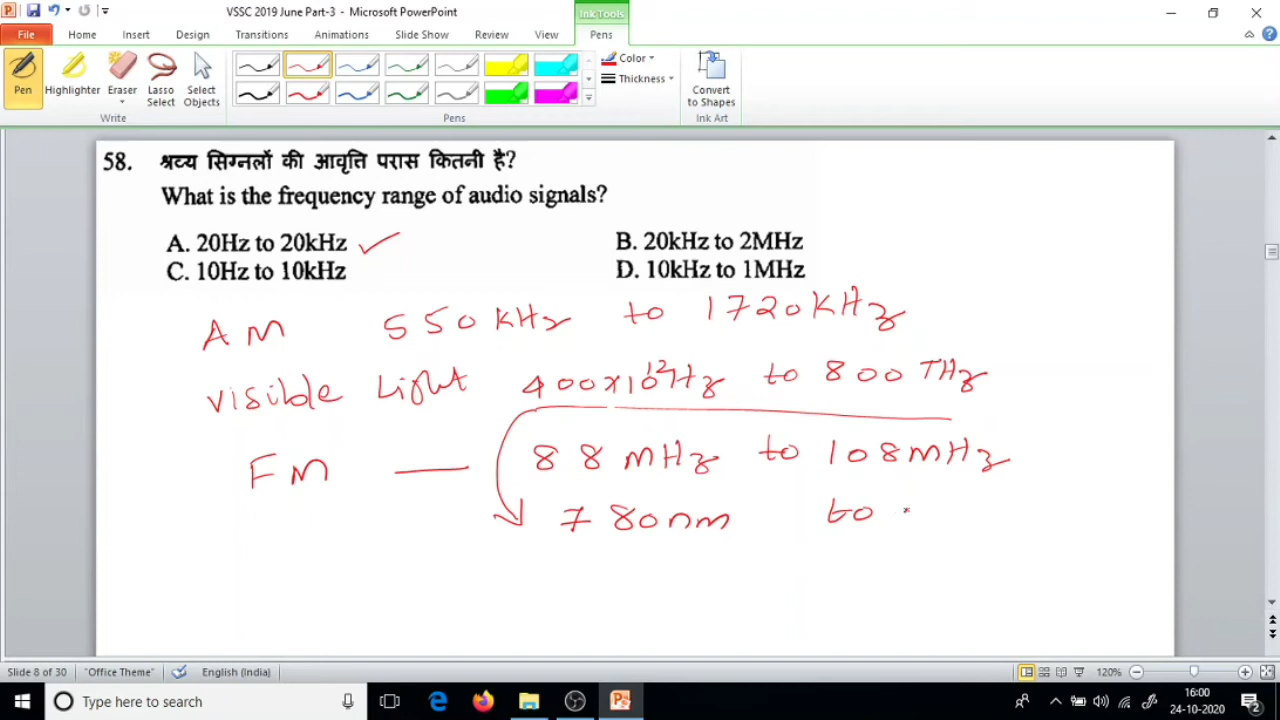 VSSC 2019 June Part-3 - Microsoft PowerPoint
Ink Tools
File Home Insert Design Transitions Animations Slide Show Review View Pens
Pen Highlighter Eraser Lasso Select Select Objects
Color
Thickness
Convert to Shapes
Write Pens Ink Art
58. श्रव्य सिग्नलों की आवृत्ति परास कितनी है?
What is the frequency range of audio signals?
A. 20Hz to 20kHz B. 20kHz to 2MHz
C. 10Hz to 10kHz D. 10kHz to 1MHz
AM 550 KHz to 1720KHz
Visible Light 400x10¹²Hz to 800 THz
FM — 88 mHz to 108mHz
780nm to
Slide 8 of 30 "Office Theme" English (India) 120%
Type here to search
16:00
24-10-2020
2